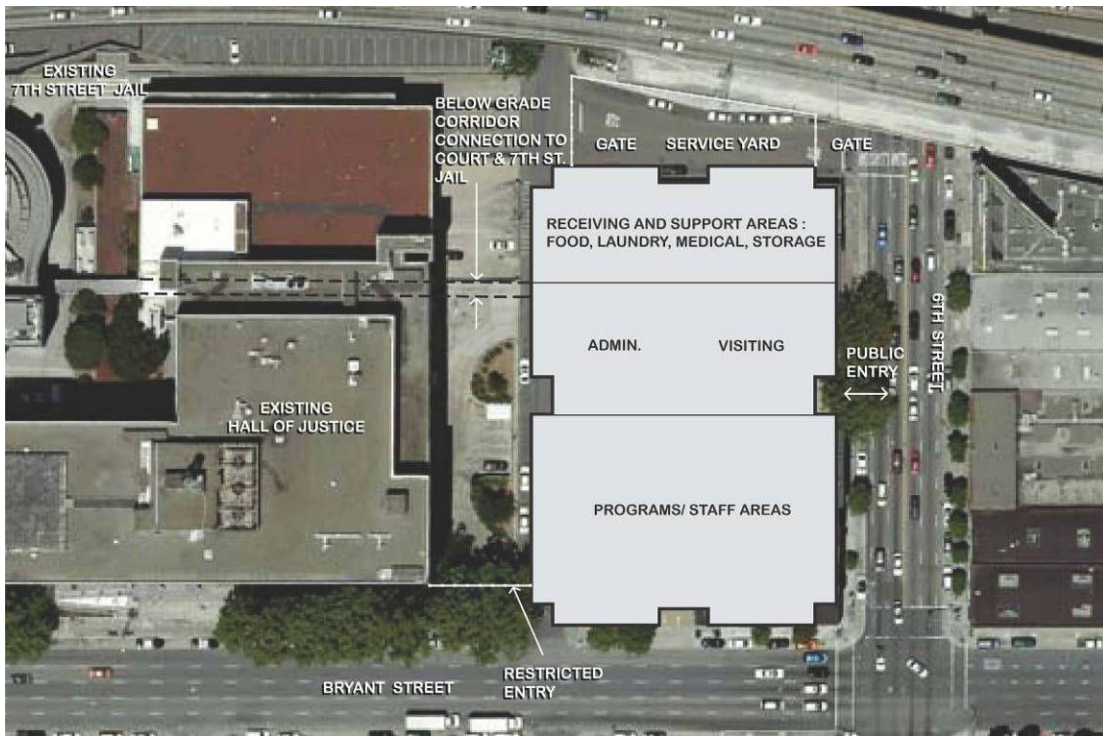 EXISTING
7TH STREET JAIL
BELOW GRADE
CORRIDOR
CONNECTION TO
COURT & 7TH ST.
JAIL
GATE
SERVICE YARD
GATE
RECEIVING AND SUPPORT AREAS :
FOOD, LAUNDRY, MEDICAL, STORAGE
ADMIN.
VISITING
PUBLIC
ENTRY
6TH STREET
EXISTING
HALL OF JUSTICE
PROGRAMS/ STAFF AREAS
RESTRICTED
ENTRY
BRYANT STREET